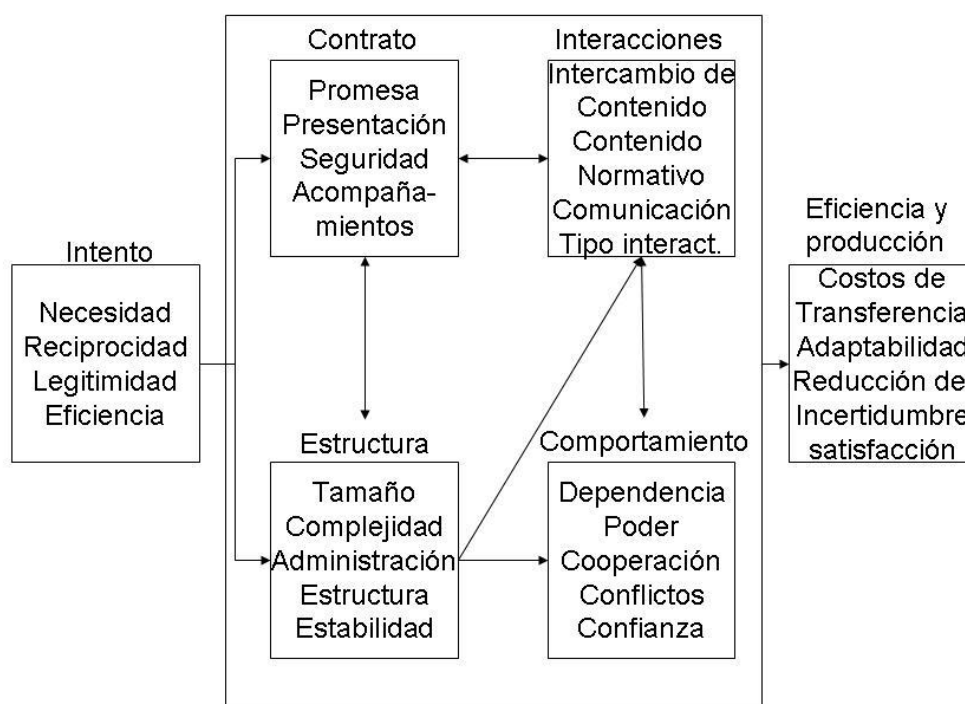 Contrato
Promesa
Presentación
Seguridad
Acompaña-
mientos
Interacciones
Intercambio de
Contenido
Contenido
Normativo
Comunicación
Tipo interact.
Intento
Necesidad
Reciprocidad
Legitimidad
Eficiencia
Estructura
Tamaño
Complejidad
Administración
Estructura
Estabilidad
Comportamiento
Dependencia
Poder
Cooperación
Conflictos
Confianza
Eficiencia y
producción
Costos de
Transferencia
Adaptabilidad
Reducción de
Incertidumbre
satisfacción